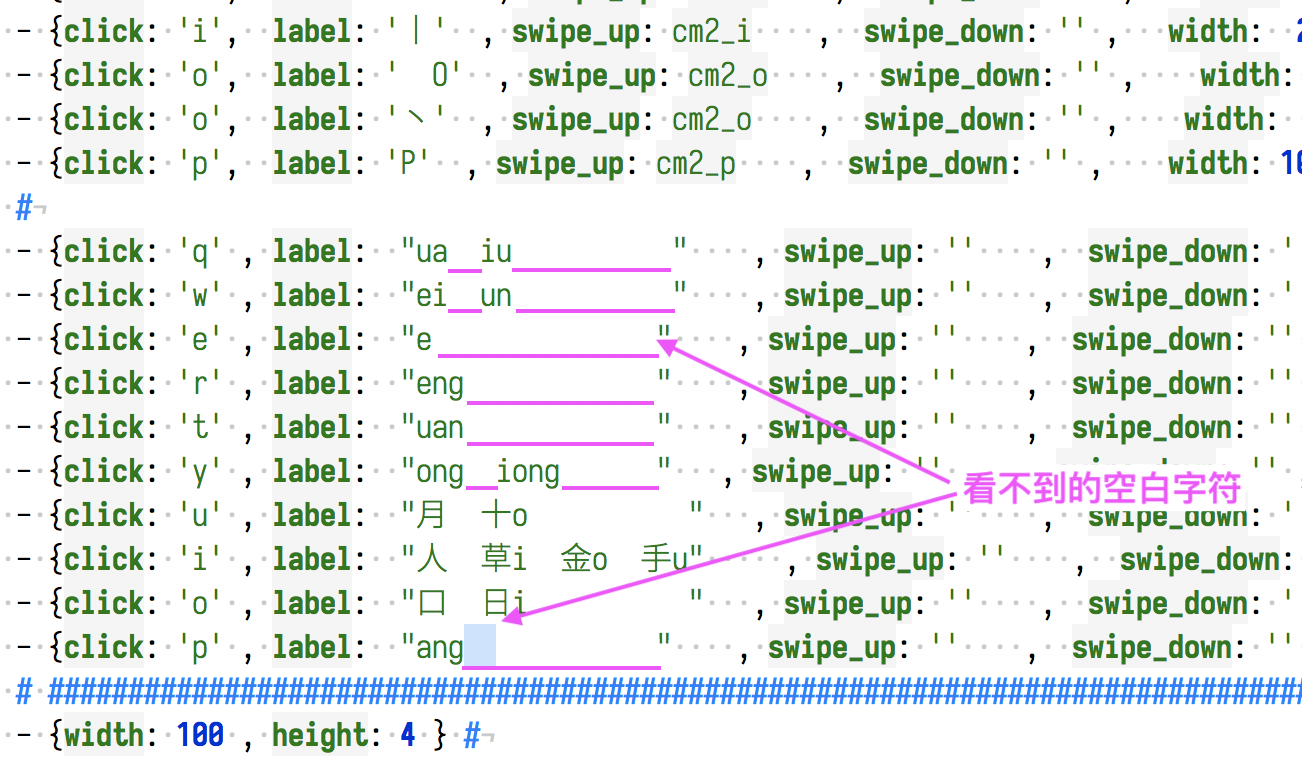 - {click: 'i', label: '丨' , swipe_up: cm2_i , swipe_down: '' , width: 2
- {click: 'o', label: ' O' , swipe_up: cm2_o , swipe_down: '' , width:
- {click: 'o', label: '丶' , swipe_up: cm2_o , swipe_down: '' , width:
- {click: 'p', label: 'P' , swipe_up: cm2_p , swipe_down: '' , width: 10
#¬
- {click: 'q' , label: "ua  iu          " , swipe_up: '' , swipe_down: '
- {click: 'w' , label: "ei  un          " , swipe_up: '' , swipe_down: '
- {click: 'e' , label: "e              " , swipe_up: '' , swipe_down: ''
- {click: 'r' , label: "eng            " , swipe_up: '' , swipe_down: ''
- {click: 't' , label: "uan            " , swipe_up: '' , swipe_down: ''
- {click: 'y' , label: "ong  iong      " , swipe_up: '' ''
看不到的空白字符
- {click: 'u' , label: "月  十o          " , swipe_up: '' , swipe_down: '
- {click: 'i' , label: "人  草i  金o  手u" , swipe_up: '' , swipe_down:
- {click: 'o' , label: "口  日i          " , swipe_up: '' , swipe_down: '
- {click: 'p' , label: "ang            " , swipe_up: '' , swipe_down: ''
# ##############################################################################
- {width: 100 , height: 4 } #¬